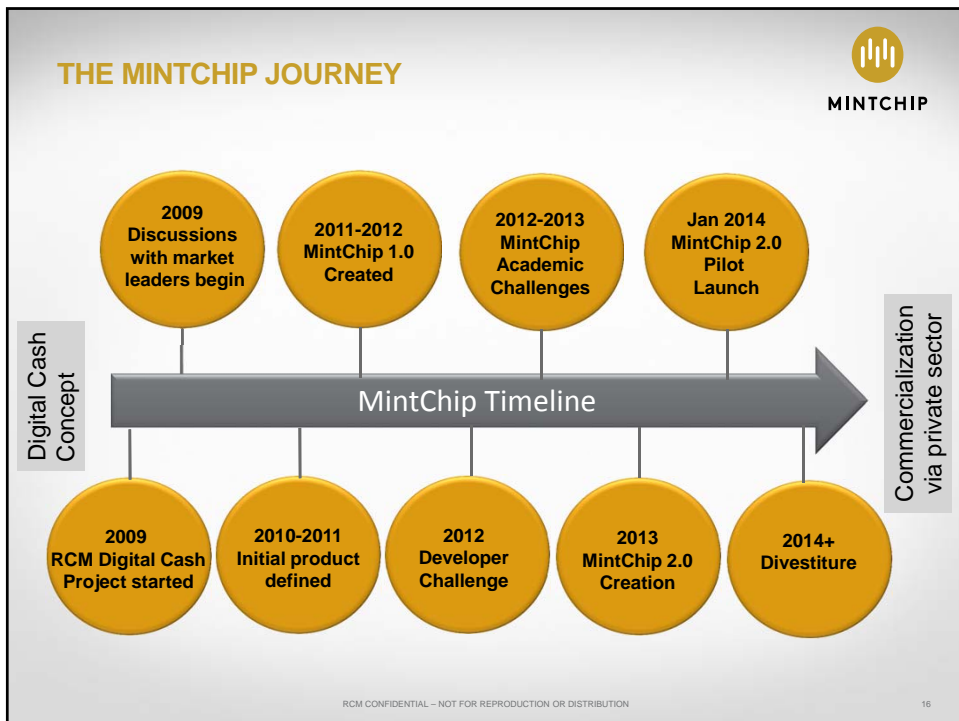 THE MINTCHIP JOURNEY
MINTCHIP
2009
Discussions
with market
leaders begin
2011-2012
MintChip 1.0
Created
2012-2013
MintChip
Academic
Challenges
Jan 2014
MintChip 2.0
Pilot
Launch
Digital Cash
Concept
MintChip Timeline
Commercialization
via private sector
2009
RCM Digital Cash
Project started
2010-2011
Initial product
defined
2012
Developer
Challenge
2013
MintChip 2.0
Creation
2014+
Divestiture
RCM CONFIDENTIAL – NOT FOR REPRODUCTION OR DISTRIBUTION
16